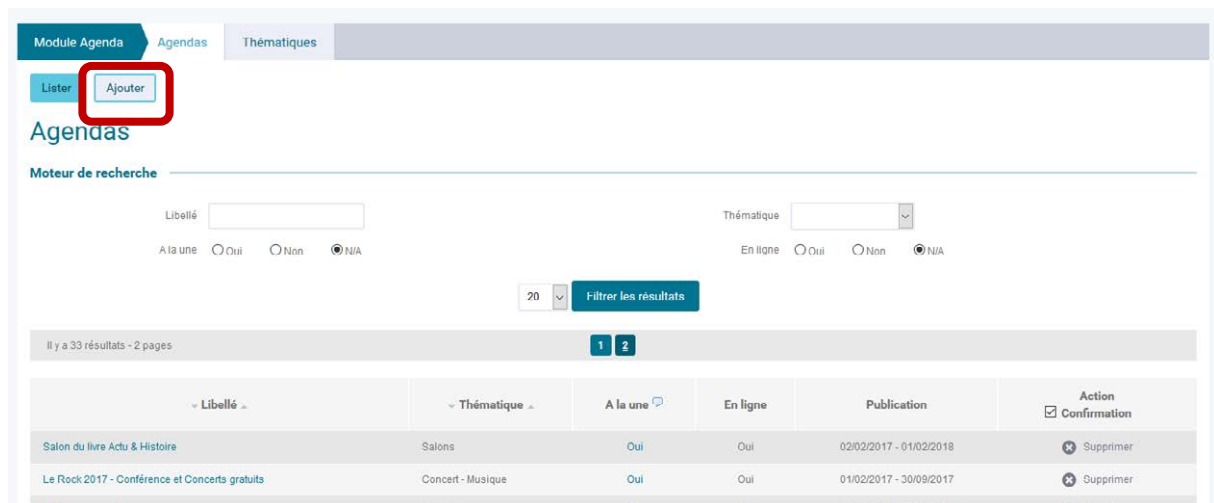 Module Agenda Agendas Thématiques
Lister Ajouter
Agendas
Moteur de recherche
Libellé Thématique
A la une Oui Non N/A En ligne Oui Non N/A
20 Filtrer les résultats
Il y a 33 résultats - 2 pages 1 2
Libellé Thématique A la une En ligne Publication Action
Confirmation
Salon du livre Actu & Histoire Salons Oui Oui 02/02/2017 - 01/02/2018 Supprimer
Le Rock 2017 - Conférence et Concerts gratuits Concert - Musique Oui Oui 01/02/2017 - 30/09/2017 Supprimer